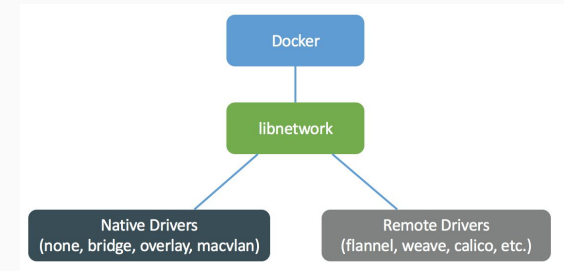 Docker
libnetwork
Native Drivers
(none, bridge, overlay, macvlan)
Remote Drivers
(flannel, weave, calico, etc.)